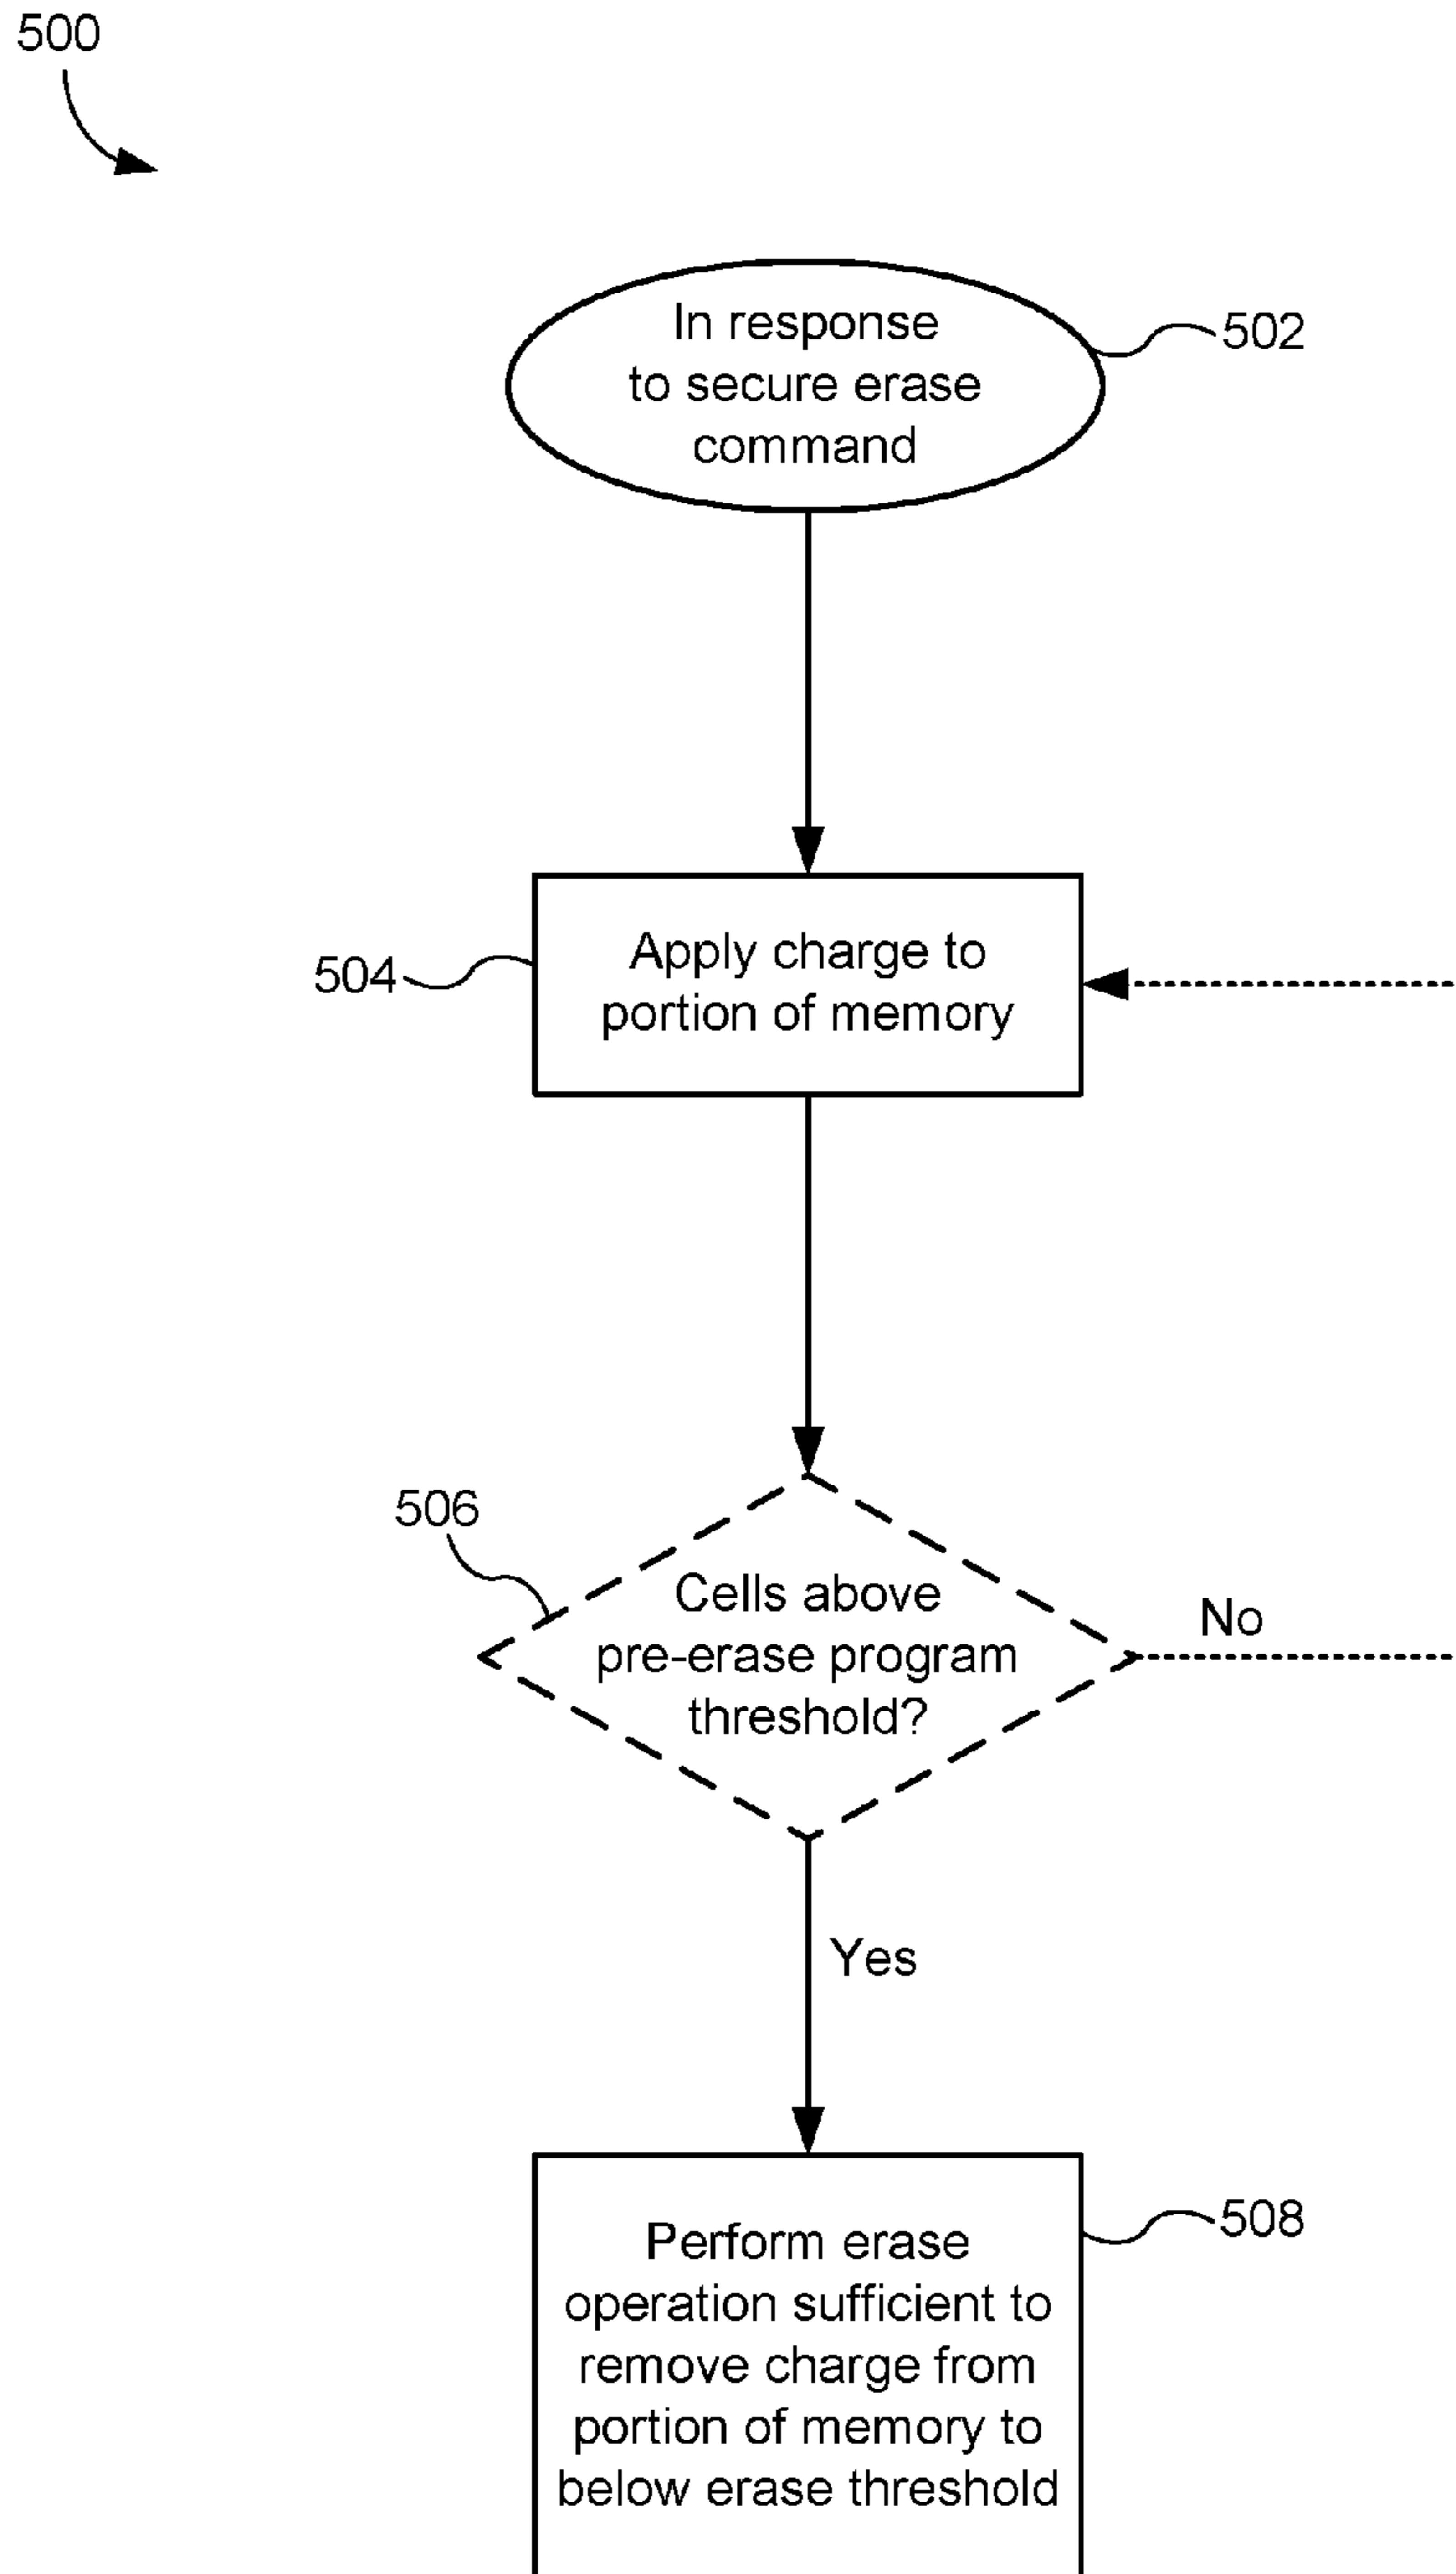 500
In response
to secure erase
command
502
504
Apply charge to
portion of memory
506
Cells above
pre-erase program
threshold?
No
Yes
Perform erase
operation sufficient to
remove charge from
portion of memory to
below erase threshold
508